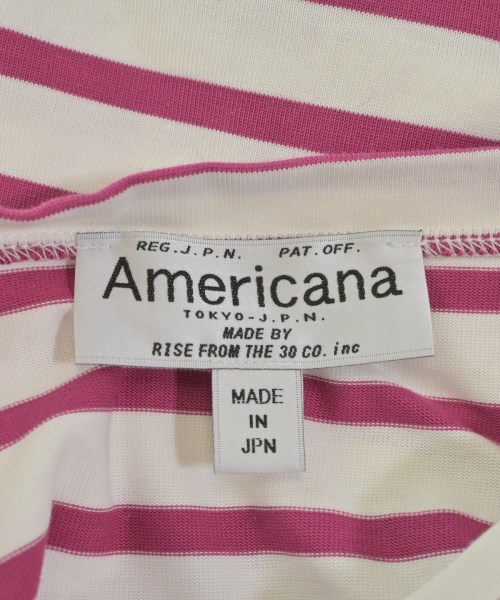 REG.J.P.N. PAT.OFF.
Americana
TOKYO-J.P.N.
MADE BY
RISE FROM THE 30 CO. inc
MADE
IN
JPN